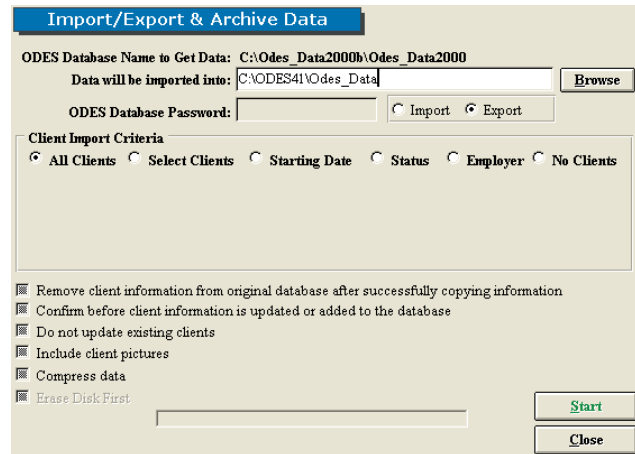 Import/Export & Archive Data
ODES Database Name to Get Data: C:\Odes_Data2000b\Odes_Data2000
Data will be imported into: C:\ODES41\Odes_Data Browse
ODES Database Password: Import Export
Client Import Criteria
All Clients Select Clients Starting Date Status Employer No Clients
Remove client information from original database after successfully copying information
Confirm before client information is updated or added to the database
Do not update existing clients
Include client pictures
Compress data
Erase Disk First
Start
Close